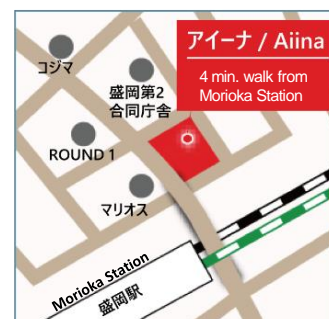 アイーナ / Aiina
4 min. walk from
Morioka Station
コジマ
盛岡第2
合同庁舎
ROUND 1
マリオス
Morioka Station
盛岡駅